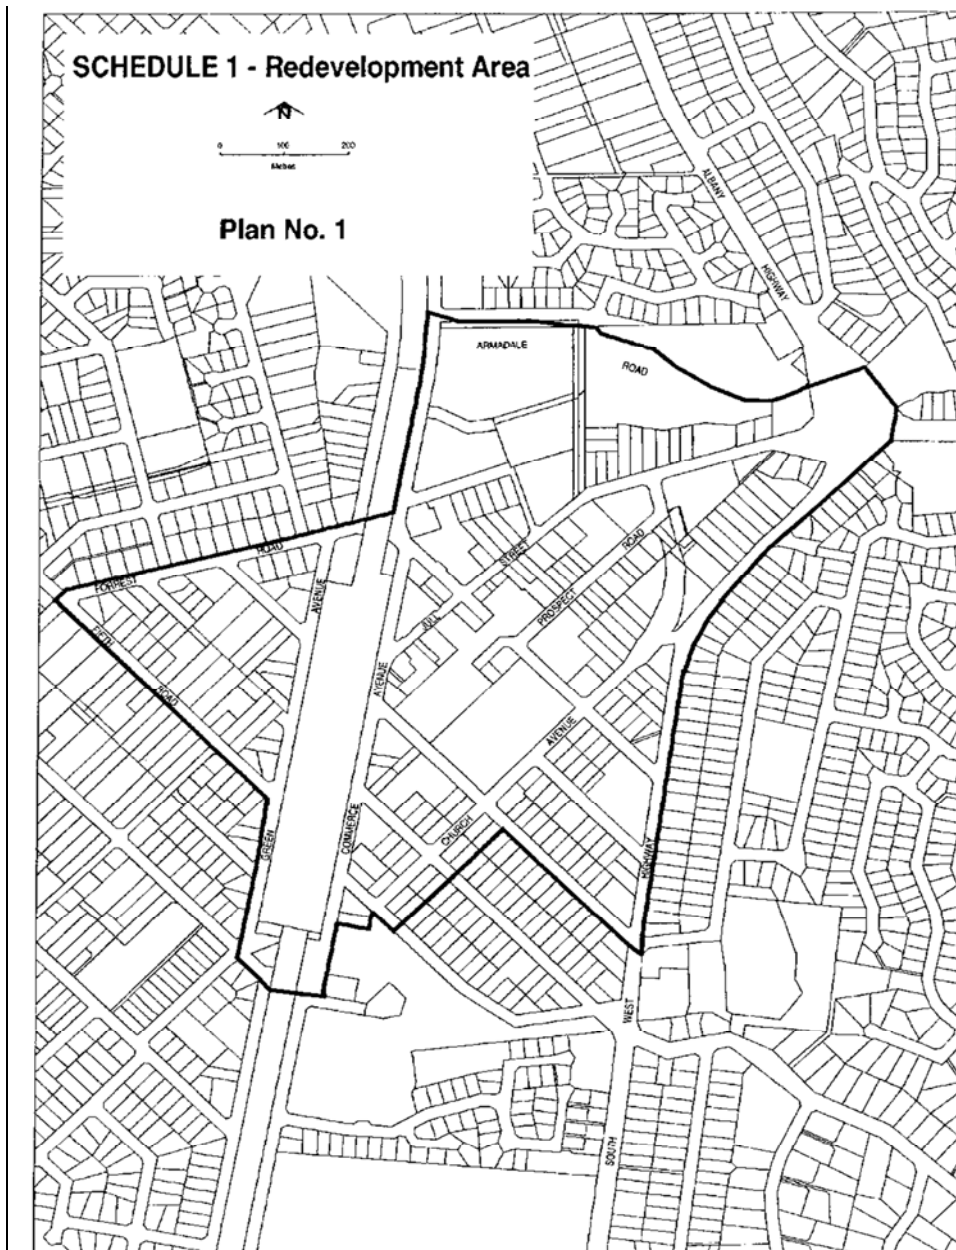 SCHEDULE 1 - Redevelopment Area
N
0 100 200
Metres
Plan No. 1
ALBANY
HIGHWAY
ARMADALE
ROAD
FORREST
ROAD
AVENUE
JULL
STREET
PROSPECT
ROAD
FIFTH
ROAD
AVENUE
AVENUE
GREEN
COMMERCE
CHURCH
HIGHWAY
WEST
SOUTH